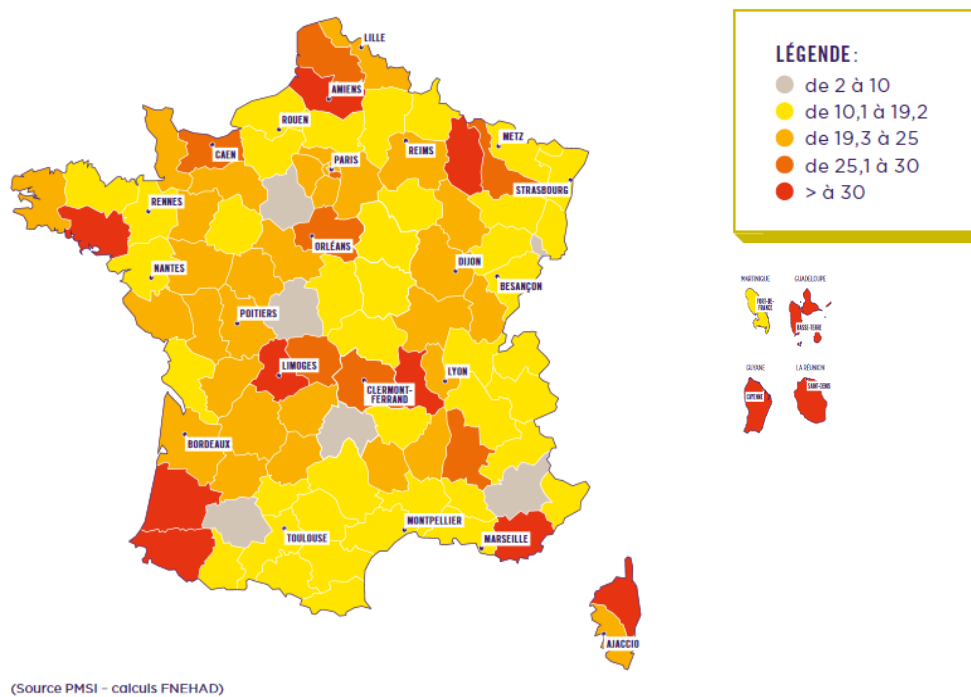 LILLE
AMIENS
ROUEN
METZ
CAEN
PARIS
REIMS
STRASBOURG
RENNES
ORLÉANS
NANTES
DIJON
BESANÇON
POITIERS
LIMOGES
LYON
CLERMONT-
FERRAND
BORDEAUX
MONTPELLIER
TOULOUSE
MARSEILLE
AJACCIO
LÉGENDE :
de 2 à 10
de 10,1 à 19,2
de 19,3 à 25
de 25,1 à 30
> à 30
MARTINIQUE
FORT-DE-
FRANCE
GUADELOUPE
BASSE-TERRE
GUYANE
CAYENNE
LA RÉUNION
SAINT-DENIS
(Source PMSI – calculs FNEHAD)